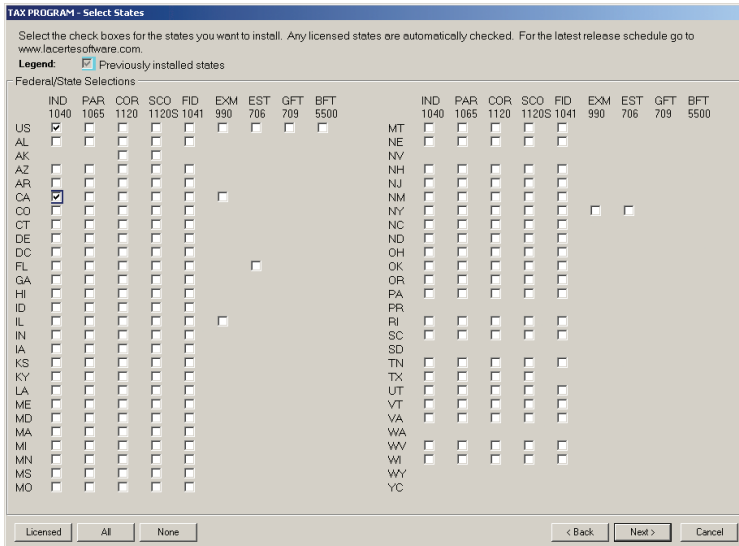 TAX PROGRAM - Select States
Select the check boxes for the states you want to install. Any licensed states are automatically checked. For the latest release schedule go to
www.lacertesoftware.com.
Legend: Previously installed states
Federal/State Selections
IND PAR COR SCO FID EXM EST GFT BFT
1040 1065 1120 1120S 1041 990 706 709 5500
US
AL
AK
AZ
AR
CA
CO
CT
DE
DC
FL
GA
HI
ID
IL
IN
IA
KS
KY
LA
ME
MD
MA
MI
MN
MS
MO
IND PAR COR SCO FID EXM EST GFT BFT
1040 1065 1120 1120S 1041 990 706 709 5500
MT
NE
NV
NH
NJ
NM
NY
NC
ND
OH
OK
OR
PA
PR
RI
SC
SD
TN
TX
UT
VT
VA
WA
WV
WI
WY
YC
Licensed All None < Back Next > Cancel